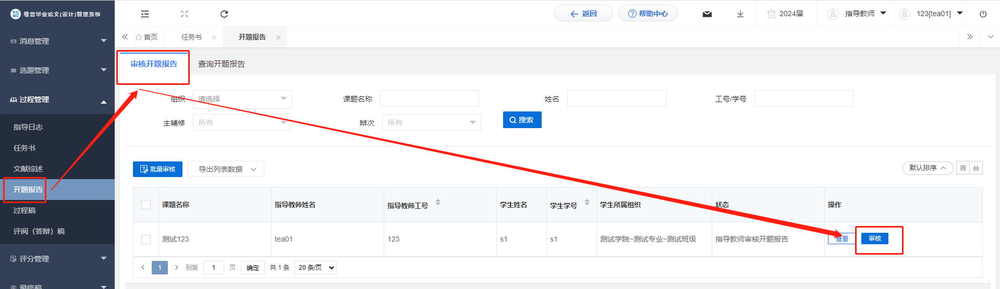 VG MS 维普毕业论文(设计)管理系统
返回 帮助中心 2024届 指导教师 123[tea01]
首页 任务书 开题报告
消息管理
选题管理
过程管理
指导日志
任务书
文献综述
开题报告
过程稿
评阅（答辩）稿
评分管理
最终稿
审核开题报告 查询开题报告
组织 请选择 课题名称 姓名 工号/学号
主辅修 所有 辩次 所有 搜索
批量审核 导出列表数据 默认排序
课题名称 指导教师姓名 指导教师工号 学生姓名 学生学号 学生所属组织 状态 操作
测试123 tea01 123 s1 s1 测试学院~测试专业~测试班级 指导教师审核开题报告 查看 审核
1 到第 1 页 确定 共 1 条 20 条/页